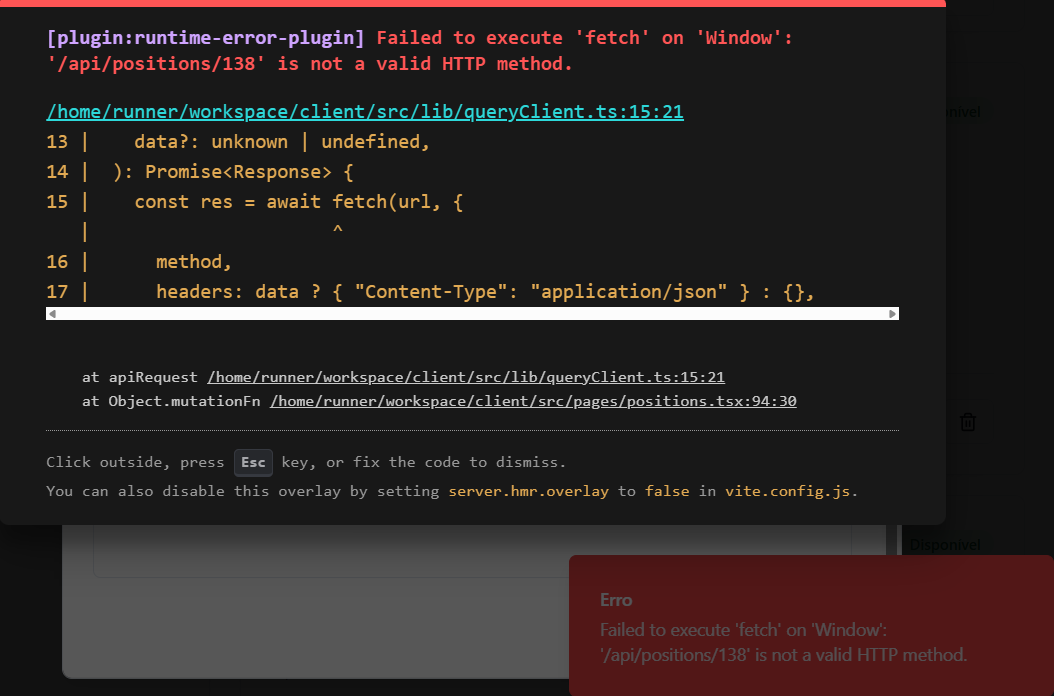 [plugin:runtime-error-plugin] Failed to execute 'fetch' on 'Window':
'/api/positions/138' is not a valid HTTP method.
/home/runner/workspace/client/src/lib/queryClient.ts:15:21
13 |    data?: unknown | undefined,
14 |  ): Promise<Response> {
15 |    const res = await fetch(url, {
   |                      ^
16 |      method,
17 |      headers: data ? { "Content-Type": "application/json" } : {},
at apiRequest /home/runner/workspace/client/src/lib/queryClient.ts:15:21
at Object.mutationFn /home/runner/workspace/client/src/pages/positions.tsx:94:30
Click outside, press Esc key, or fix the code to dismiss.
You can also disable this overlay by setting server.hmr.overlay to false in vite.config.js.
Disponível
Erro
Failed to execute 'fetch' on 'Window':
'/api/positions/138' is not a valid HTTP method.